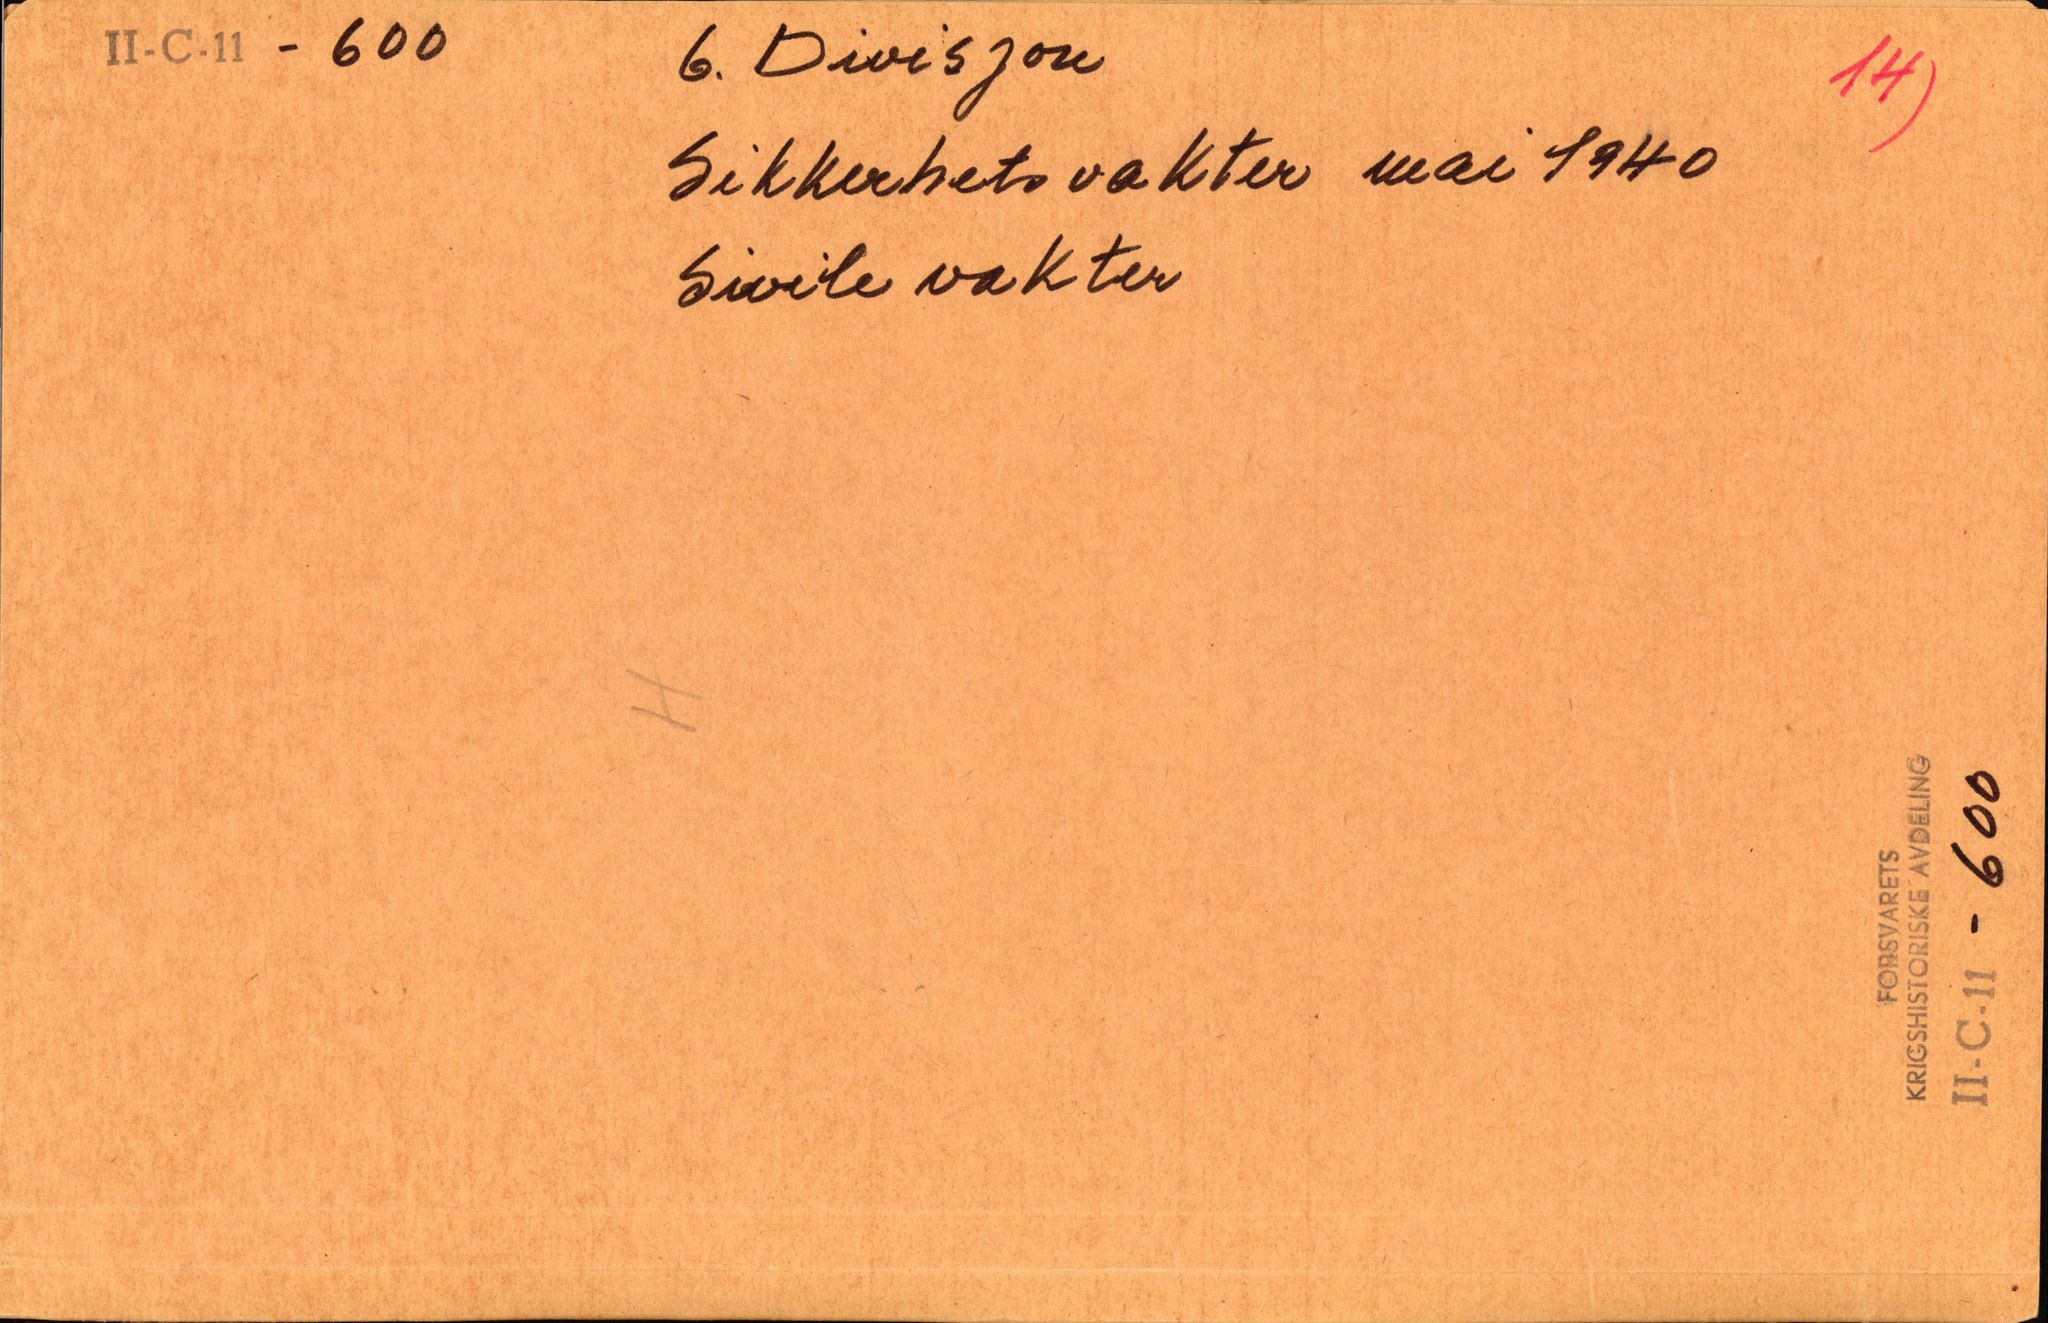 II-C-11 - 600
6. Divisjon
14)
Sikkerhetsvakter mai 1940
Sivile vakter
H
FORSVARETS
KRIGSHISTORISKE AVDELING
II-C-11 - 600